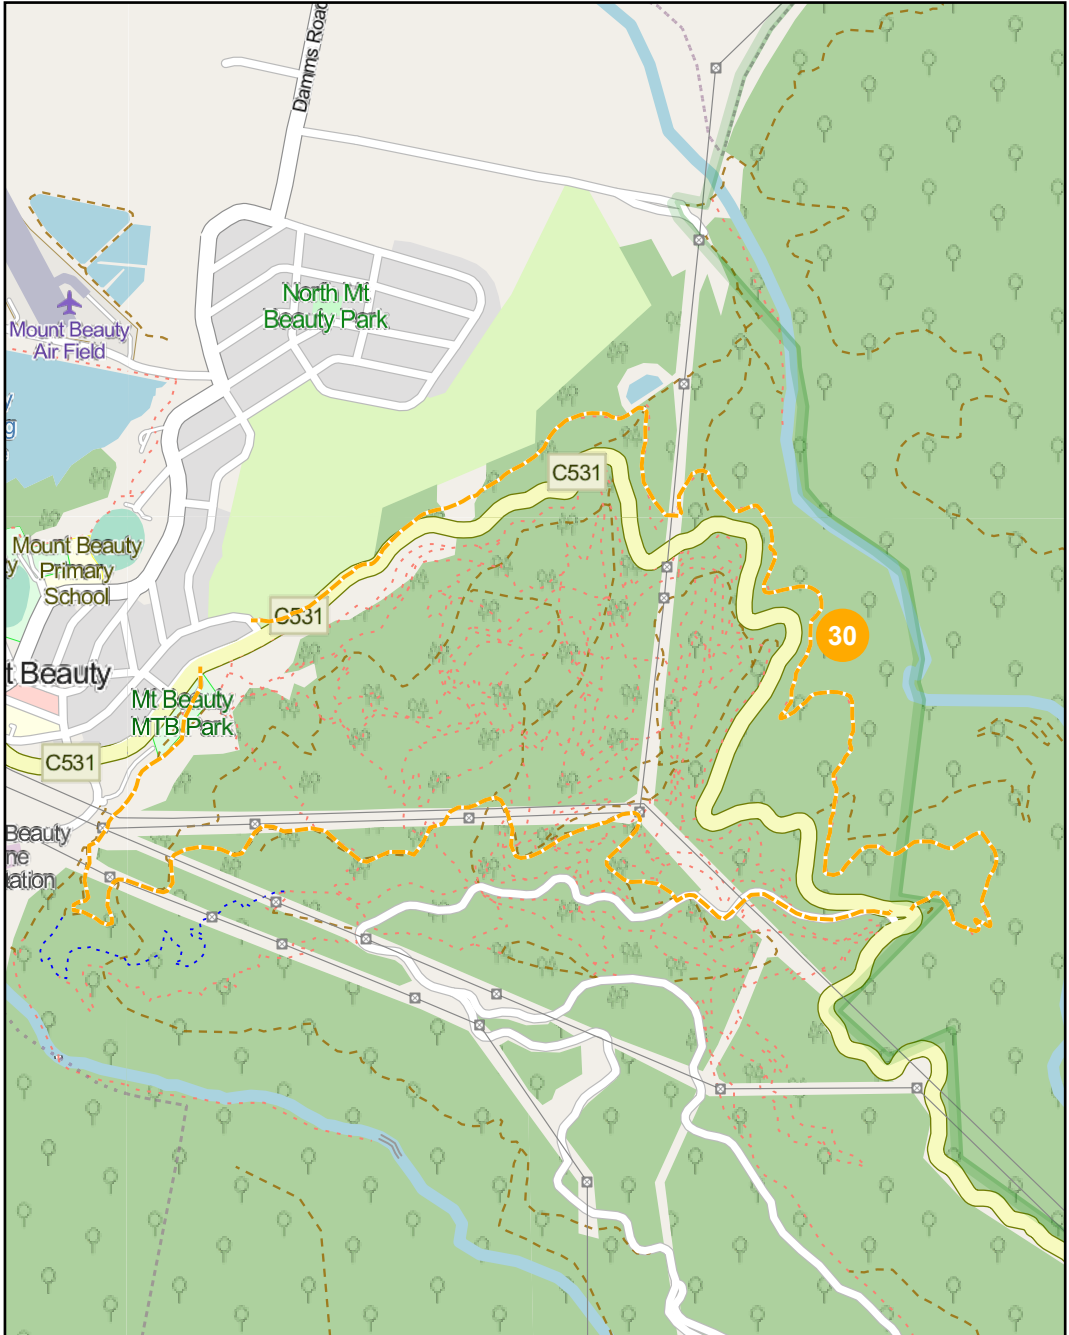 Damms Road
North Mt
Beauty Park
Mount Beauty
Air Field
y
g
C531
Mount Beauty
Primary
School
y
C531
30
t Beauty
Mt Beauty
MTB Park
C531
Beauty
ne
tation